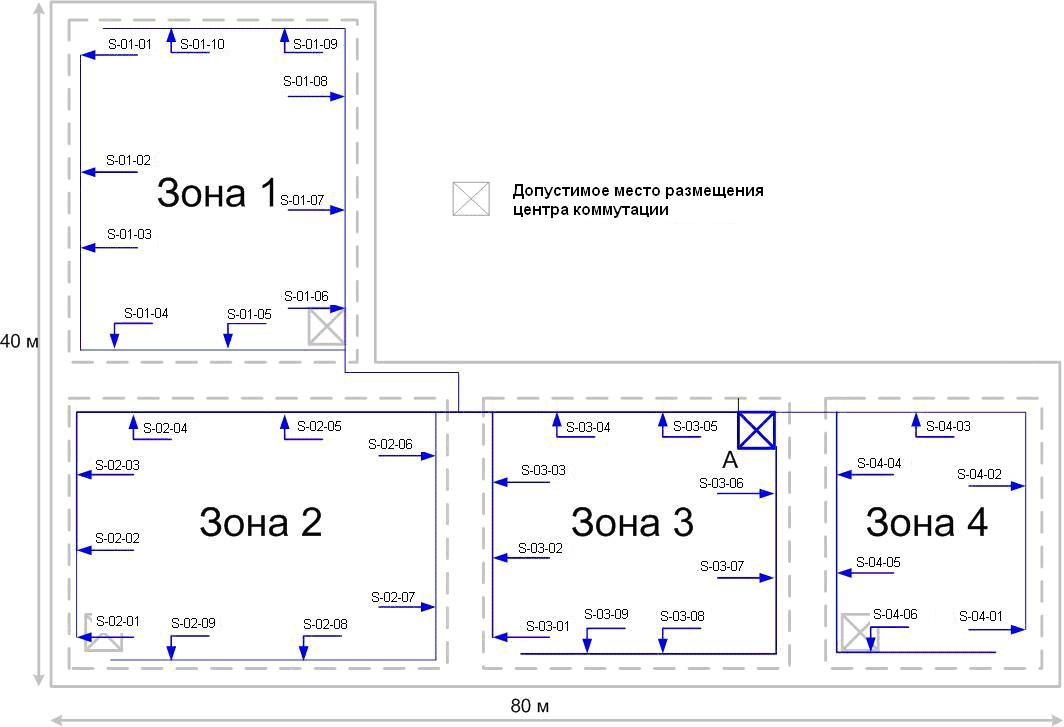 S-01-01
S-01-10
S-01-09
S-01-08
S-01-02
Зона 1
S-01-07
S-01-03
S-01-06
S-01-04
S-01-05
Допустимое место размещения
центра коммутации
40 м
S-02-04
S-02-05
S-02-06
S-02-03
Зона 2
S-02-02
S-02-07
S-02-01
S-02-09
S-02-08
S-03-04
S-03-05
A
S-03-03
S-03-06
Зона 3
S-03-02
S-03-07
S-03-01
S-03-09
S-03-08
S-04-03
S-04-04
S-04-02
Зона 4
S-04-05
S-04-06
S-04-01
80 м